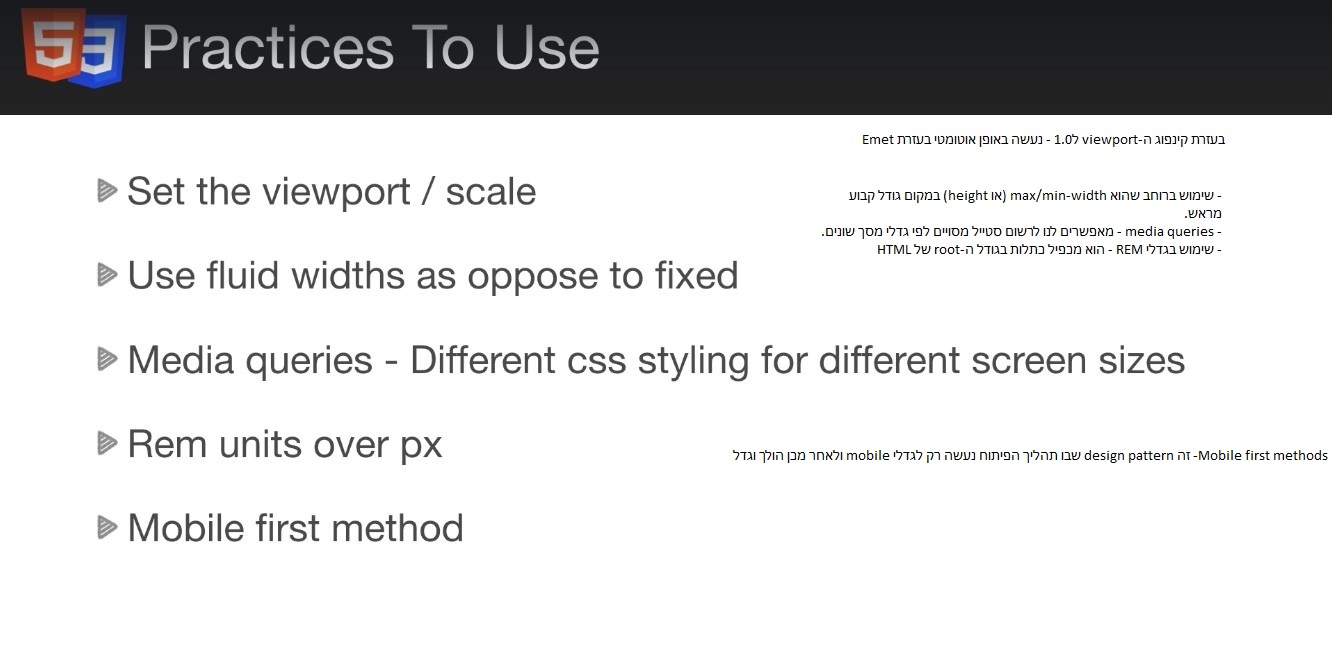 53 Practices To Use
בעזרת קינפוג ה-viewport ל1.0 - נעשה באופן אוטומטי בעזרת Emet
Set the viewport / scale
- שימוש ברוחב שהוא max/min-width (או height) במקום גודל קבוע
מראש.
- media queries - מאפשרים לנו לרשום סטייל מסויים לפי גדלי מסך שונים.
- שימוש בגדלי REM - הוא מכפיל כתלות בגודל ה-root של HTML
Use fluid widths as oppose to fixed
Media queries - Different css styling for different screen sizes
Rem units over px
Mobile first methods- זה design pattern שבו תהליך הפיתוח נעשה רק לגדלי mobile ולאחר מכן הולך וגדל
Mobile first method